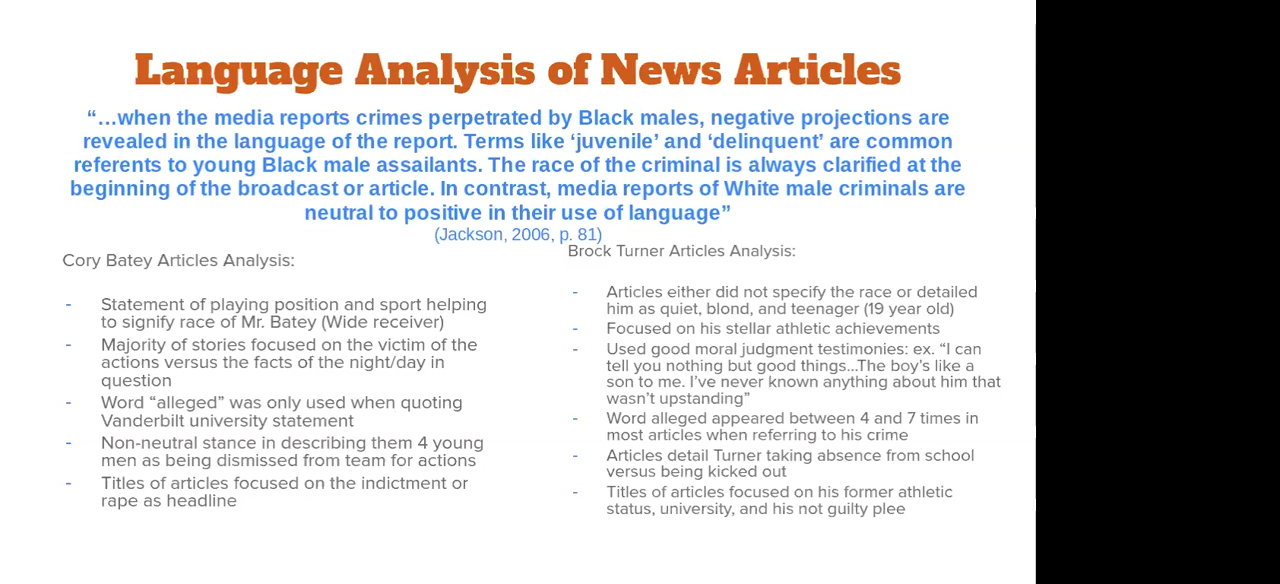 Language Analysis of News Articles
“…when the media reports crimes perpetrated by Black males, negative projections are
revealed in the language of the report. Terms like ‘juvenile’ and ‘delinquent’ are common
referents to young Black male assailants. The race of the criminal is always clarified at the
beginning of the broadcast or article. In contrast, media reports of White male criminals are
neutral to positive in their use of language”
(Jackson, 2006, p. 81)
Cory Batey Articles Analysis:
- Statement of playing position and sport helping
to signify race of Mr. Batey (Wide receiver)
- Majority of stories focused on the victim of the
actions versus the facts of the night/day in
question
- Word “alleged” was only used when quoting
Vanderbilt university statement
- Non-neutral stance in describing them 4 young
men as being dismissed from team for actions
- Titles of articles focused on the indictment or
rape as headline
Brock Turner Articles Analysis:
- Articles either did not specify the race or detailed
him as quiet, blond, and teenager (19 year old)
- Focused on his stellar athletic achievements
- Used good moral judgment testimonies: ex. “I can
tell you nothing but good things...The boy’s like a
son to me. I’ve never known anything about him that
wasn’t upstanding”
- Word alleged appeared between 4 and 7 times in
most articles when referring to his crime
- Articles detail Turner taking absence from school
versus being kicked out
- Titles of articles focused on his former athletic
status, university, and his not guilty plee